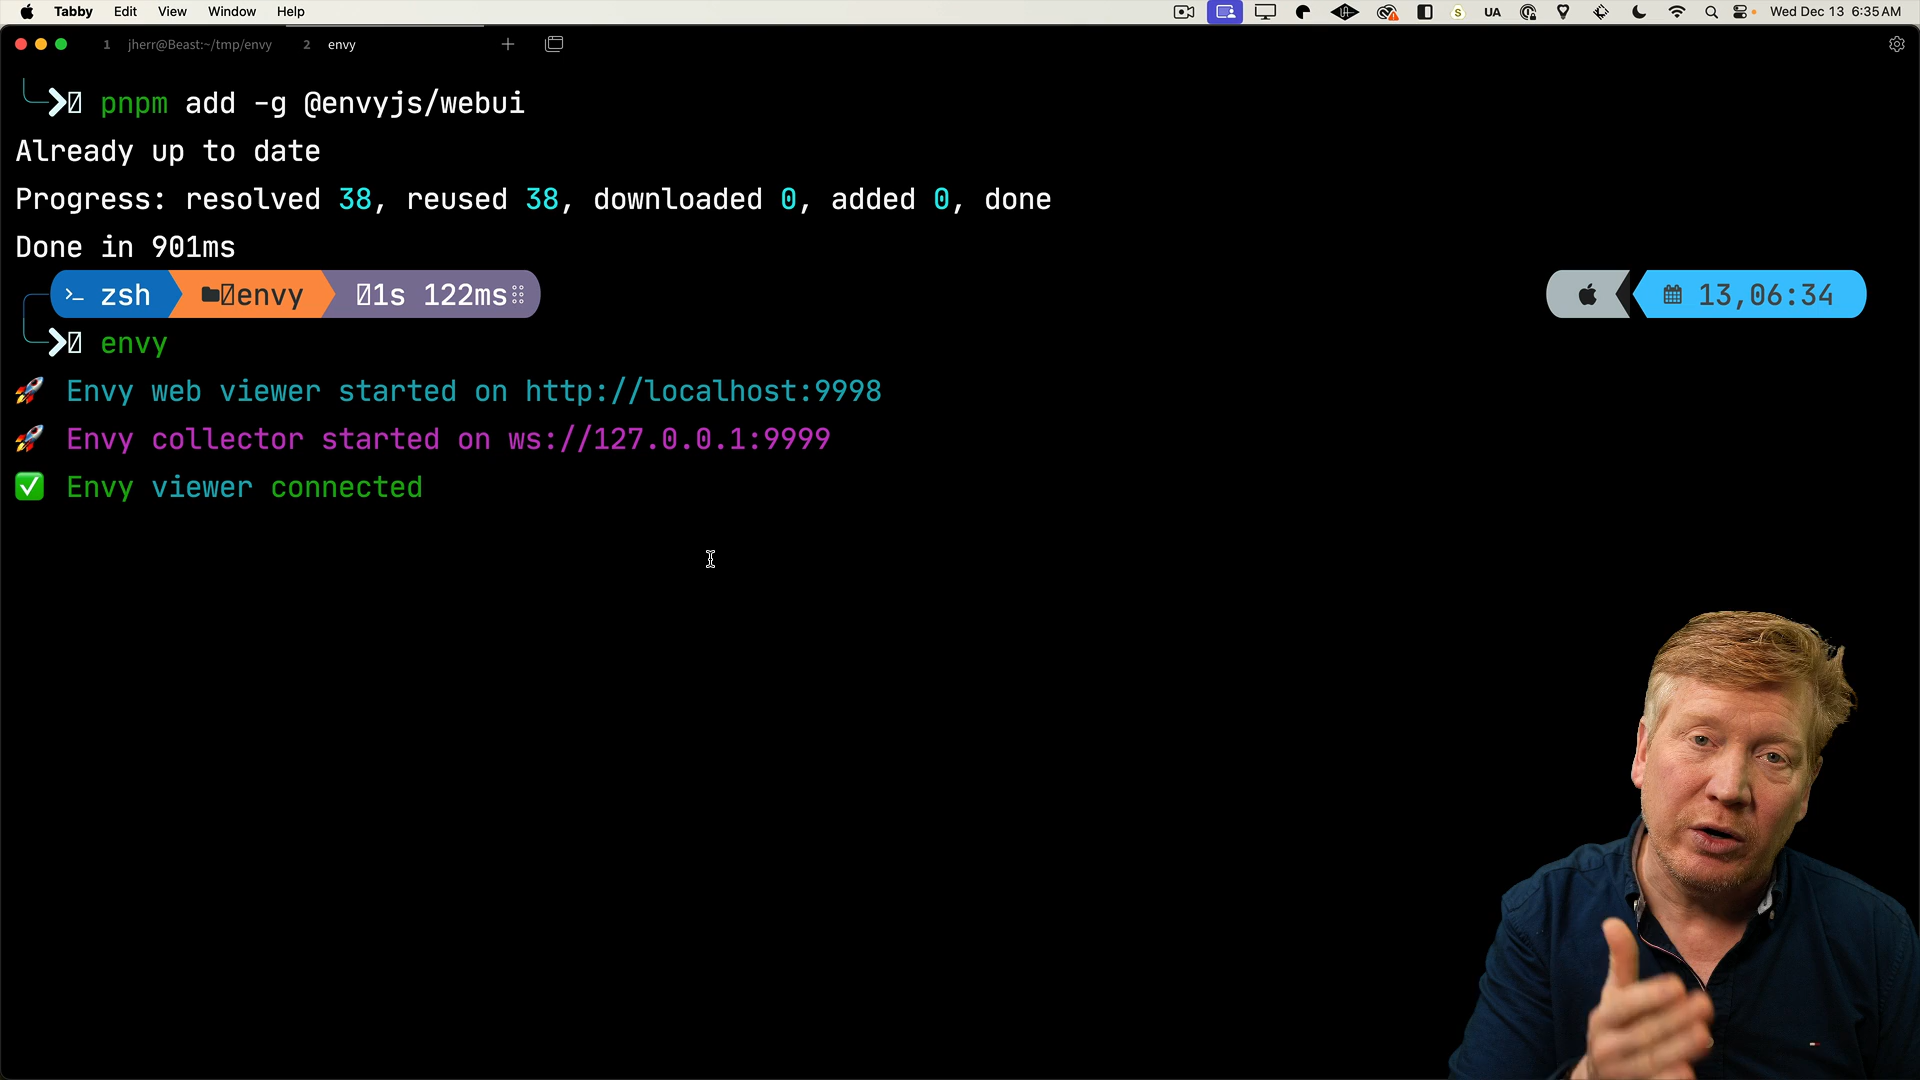 Tabby Edit View Window Help UA Wed Dec 13 6:35 AM
1 jherr@Beast:~/tmp/envy 2 envy
pnpm add -g @envyjs/webui
Already up to date
Progress: resolved 38, reused 38, downloaded 0, added 0, done
Done in 901ms
>_ zsh envy 1s 122ms 13,06:34
envy
🚀 Envy web viewer started on http://localhost:9998
🚀 Envy collector started on ws://127.0.0.1:9999
✅ Envy viewer connected